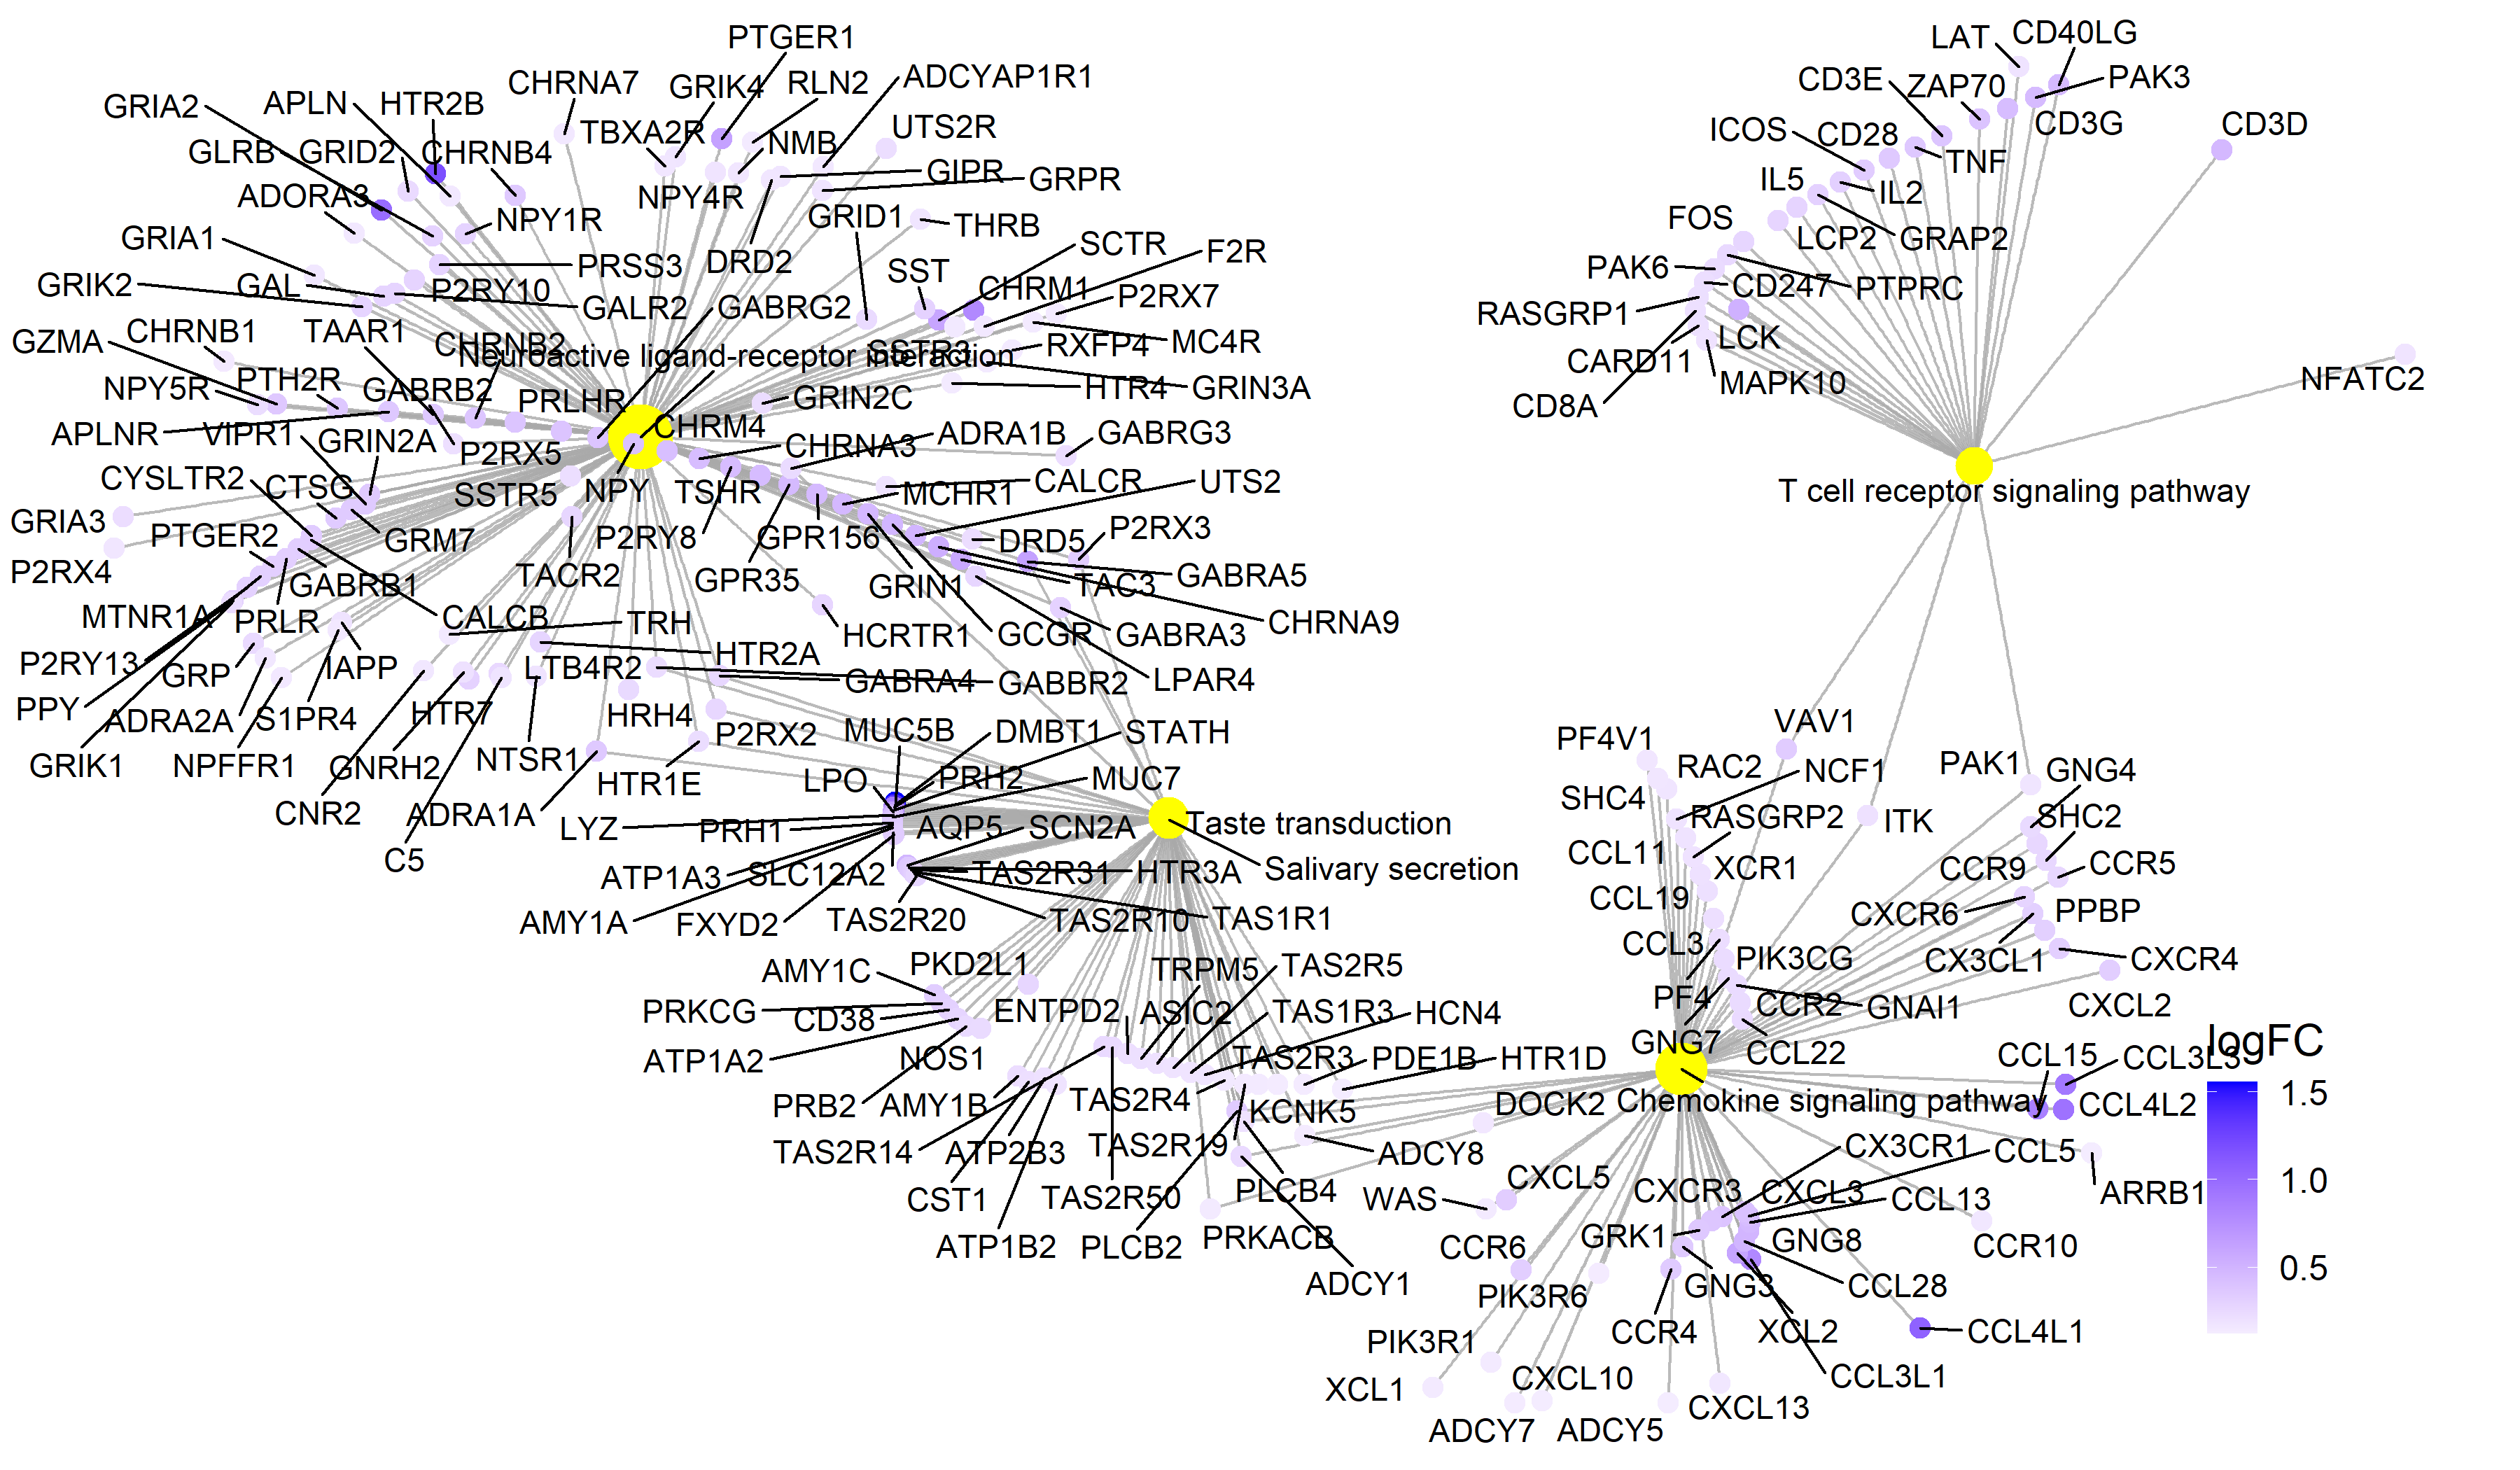 PTGER1
LAT
CD40LG
CHRNA7
GRIK4
RLN2
ADCYAP1R1
CD3E
ZAP70
PAK3
GRIA2
APLN
HTR2B
TBXA2R
NMB
UTS2R
ICOS
CD28
CD3G
CD3D
GLRB
GRID2
CHRNB4
GIPR
GRPR
TNF
ADORA3
NPY4R
IL5
IL2
NPY1R
GRID1
THRB
FOS
LCP2
GRAP2
GRIA1
PRSS3
DRD2
SCTR
F2R
PAK6
CD247
PTPRC
GRIK2
GAL
P2RY10
GALR2
GABRG2
SST
CHRM1
P2RX7
RASGRP1
LCK
GZMA
CHRNB1
TAAR1
CHRNB2
Neuroactive ligand-receptor interaction
SSTR3
RXFP4
MC4R
CARD11
MAPK10
NFATC2
NPY5R
PTH2R
GABRB2
PRLHR
GRIN2C
HTR4
GRIN3A
CD8A
APLNR
VIPR1
GRIN2A
P2RX5
CHRM4
CHRNA3
ADRA1B
GABRG3
CYSLTR2
CTSG
SSTR5
NPY
TSHR
MCHR1
CALCR
UTS2
T cell receptor signaling pathway
GRIA3
PTGER2
GRM7
P2RY8
GPR156
DRD5
P2RX3
P2RX4
GABRB1
TACR2
GPR35
GRIN1
TAC3
GABRA5
MTNR1A
PRLR
CALCB
TRH
HCRTR1
GCGR
GABRA3
CHRNA9
P2RY13
GRP
IAPP
LTB4R2
HTR2A
GABRA4
GABBR2
LPAR4
PPY
ADRA2A
S1PR4
HTR7
HRH4
P2RX2
MUC5B
DMBT1
STATH
PF4V1
VAV1
GRIK1
NPFFR1
GNRH2
NTSR1
HTR1E
LPO
PRH2
MUC7
SHC4
RAC2
NCF1
PAK1
GNG4
CNR2
ADRA1A
LYZ
PRH1
AQP5
SCN2A
Taste transduction
RASGRP2
ITK
SHC2
C5
ATP1A3
SLC12A2
TAS2R31
HTR3A
Salivary secretion
CCL11
XCR1
CCR9
CCR5
AMY1A
FXYD2
TAS2R20
TAS2R10
TAS1R1
CCL19
CXCR6
PPBP
AMY1C
PKD2L1
TRPM5
TAS2R5
CCL3
PIK3CG
CX3CL1
CXCR4
PRKCG
CD38
ENTPD2
ASIC2
TAS1R3
HCN4
PF4
CCR2
GNAI1
CXCL2
ATP1A2
NOS1
TAS2R3
PDE1B
HTR1D
GNG7
CCL22
CCL15
CCL3L3
logFC
PRB2
AMY1B
TAS2R4
KCNK5
DOCK2
Chemokine signaling pathway
CCL4L2
1.5
TAS2R14
ATP2B3
TAS2R19
ADCY8
CX3CR1
CCL5
CST1
TAS2R50
PLCB4
WAS
CXCL5
CXCR3
CXCL3
CCL13
ARRB1
1.0
ATP1B2
PLCB2
PRKACB
CCR6
GRK1
GNG8
CCR10
ADCY1
PIK3R6
GNG3
CCL28
0.5
PIK3R1
CCR4
XCL2
CCL4L1
XCL1
CXCL10
CCL3L1
ADCY7
ADCY5
CXCL13